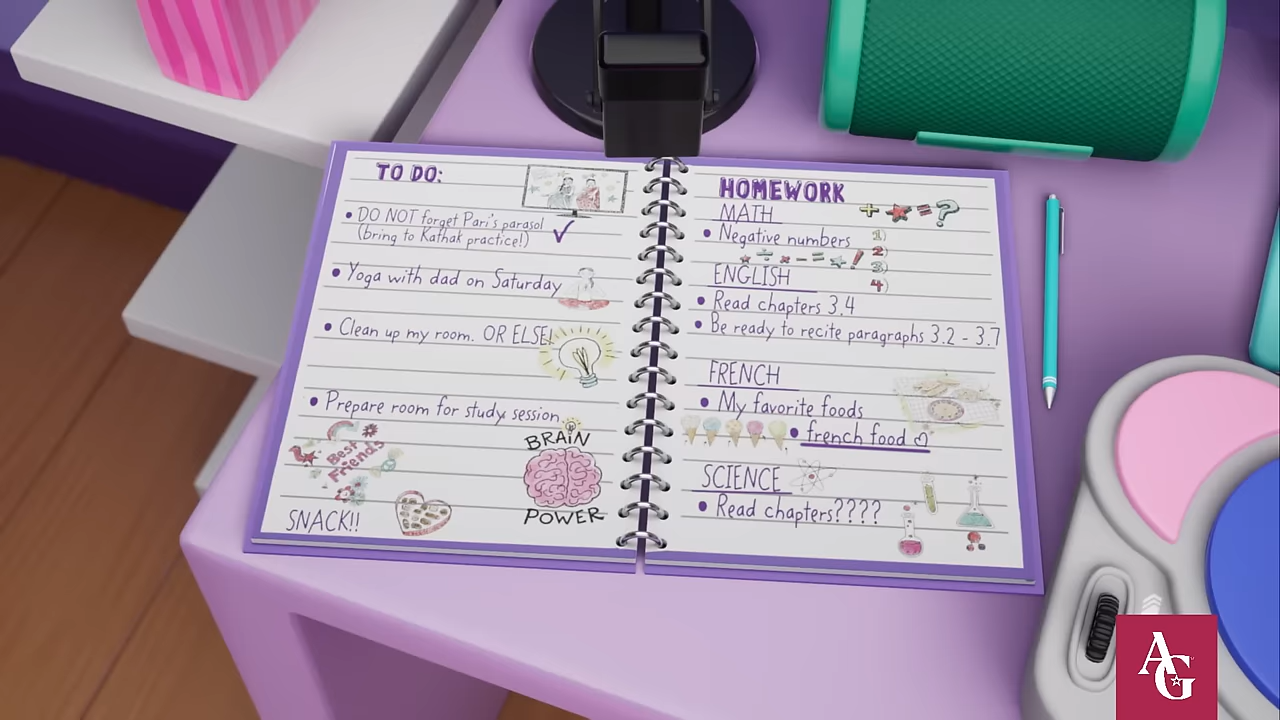 TO DO:
• DO NOT forget Pari's parasol
(bring to Kathak practice!)
• Yoga with dad on Saturday
• Clean up my room. OR ELSE!
• Prepare room for study session.
Best
Friends
BRAIN
POWER
SNACK!!
HOMEWORK
MATH
+ * = ?
• Negative numbers
1)
2)
3)
4)
ENGLISH
• Read chapters 3.4
• Be ready to recite paragraphs 3.2 - 3.7
FRENCH
• My favorite foods
• french food ♡
SCIENCE
• Read chapters????
AG